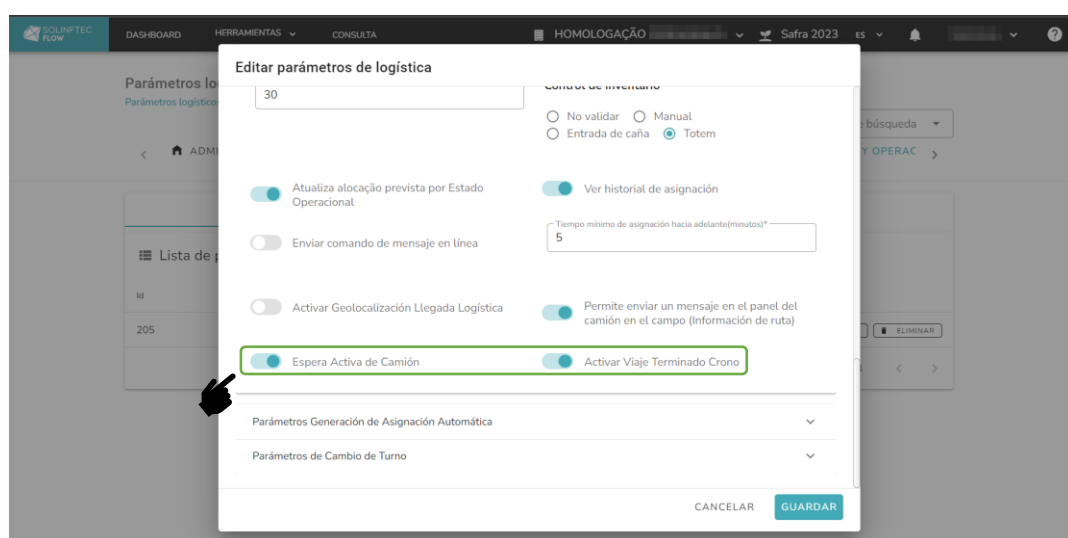 SOLINFTEC
FLOW
DASHBOARD HERRAMIENTAS CONSULTA HOMOLOGAÇÃO Safra 2023 ES
Editar parámetros de logística
Parámetros lo
Parámetros logístico
30
Control de inventario
No validar Manual
Entrada de caña Totem
búsqueda
ADMI
Y OPERAC
Atualiza alocação prevista por Estado
Operacional
Ver historial de asignación
Enviar comando de mensaje en línea
Tiempo mínimo de asignación hacia adelante(minutos)*
5
Lista de p
Id
Activar Geolocalización Llegada Logística
Permite enviar un mensaje en el panel del
camión en el campo (Información de ruta)
205
ELIMINAR
Espera Activa de Camión
Activar Viaje Terminado Crono
Parámetros Generación de Asignación Automática
Parámetros de Cambio de Turno
CANCELAR GUARDAR